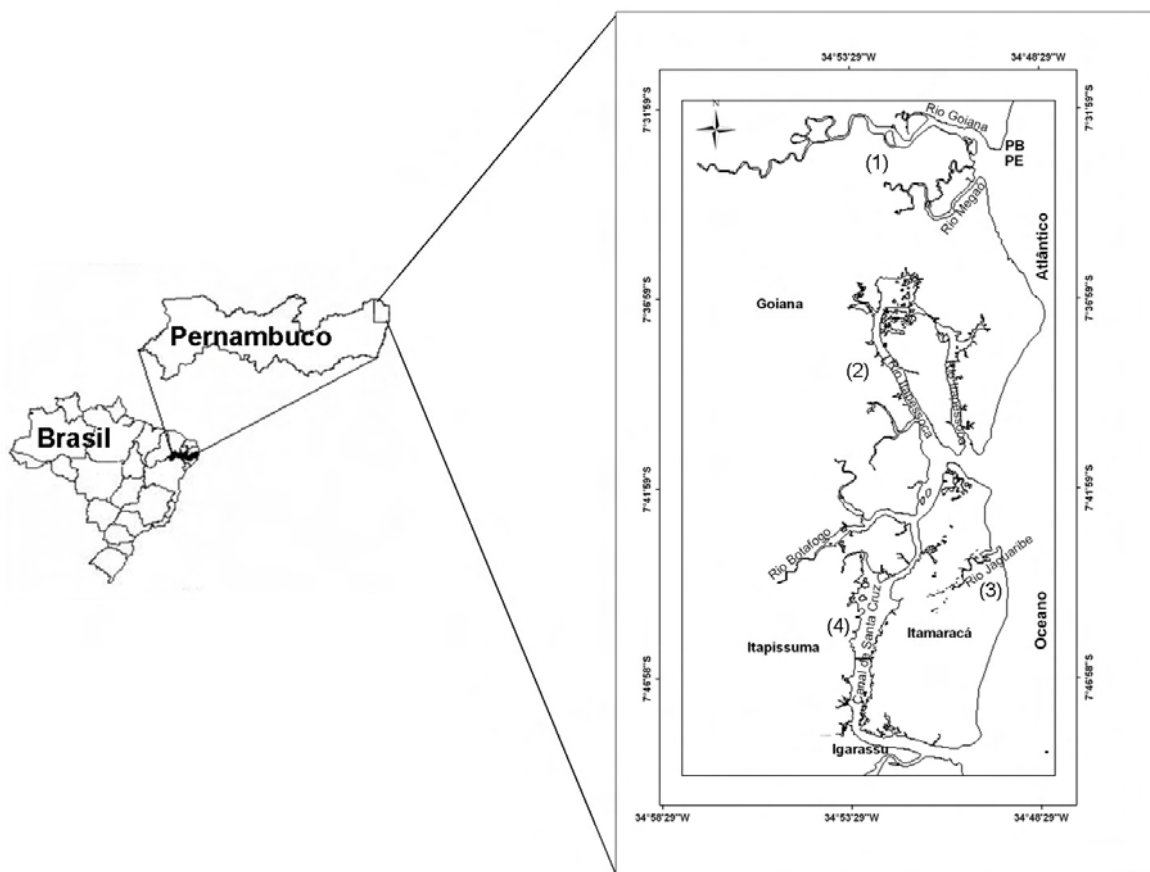 34°53'29"W
34°48'29"W
7°31'59"S
7°31'59"S
N
Rio Goiana
PB
PE
(1)
Rio Megaó
Atlântico
7°36'59"S
7°36'59"S
Goiana
Pernambuco
(2)
Rio Itapessoca
Brasil
7°41'59"S
7°41'59"S
Rio Botafogo
Rio Jaguaribe
(3)
Canal de Santa Cruz
(4)
Itamaracá
Itapissuma
Oceano
7°46'58"S
7°46'58"S
Igarassu
34°58'29"W
34°53'29"W
34°48'29"W